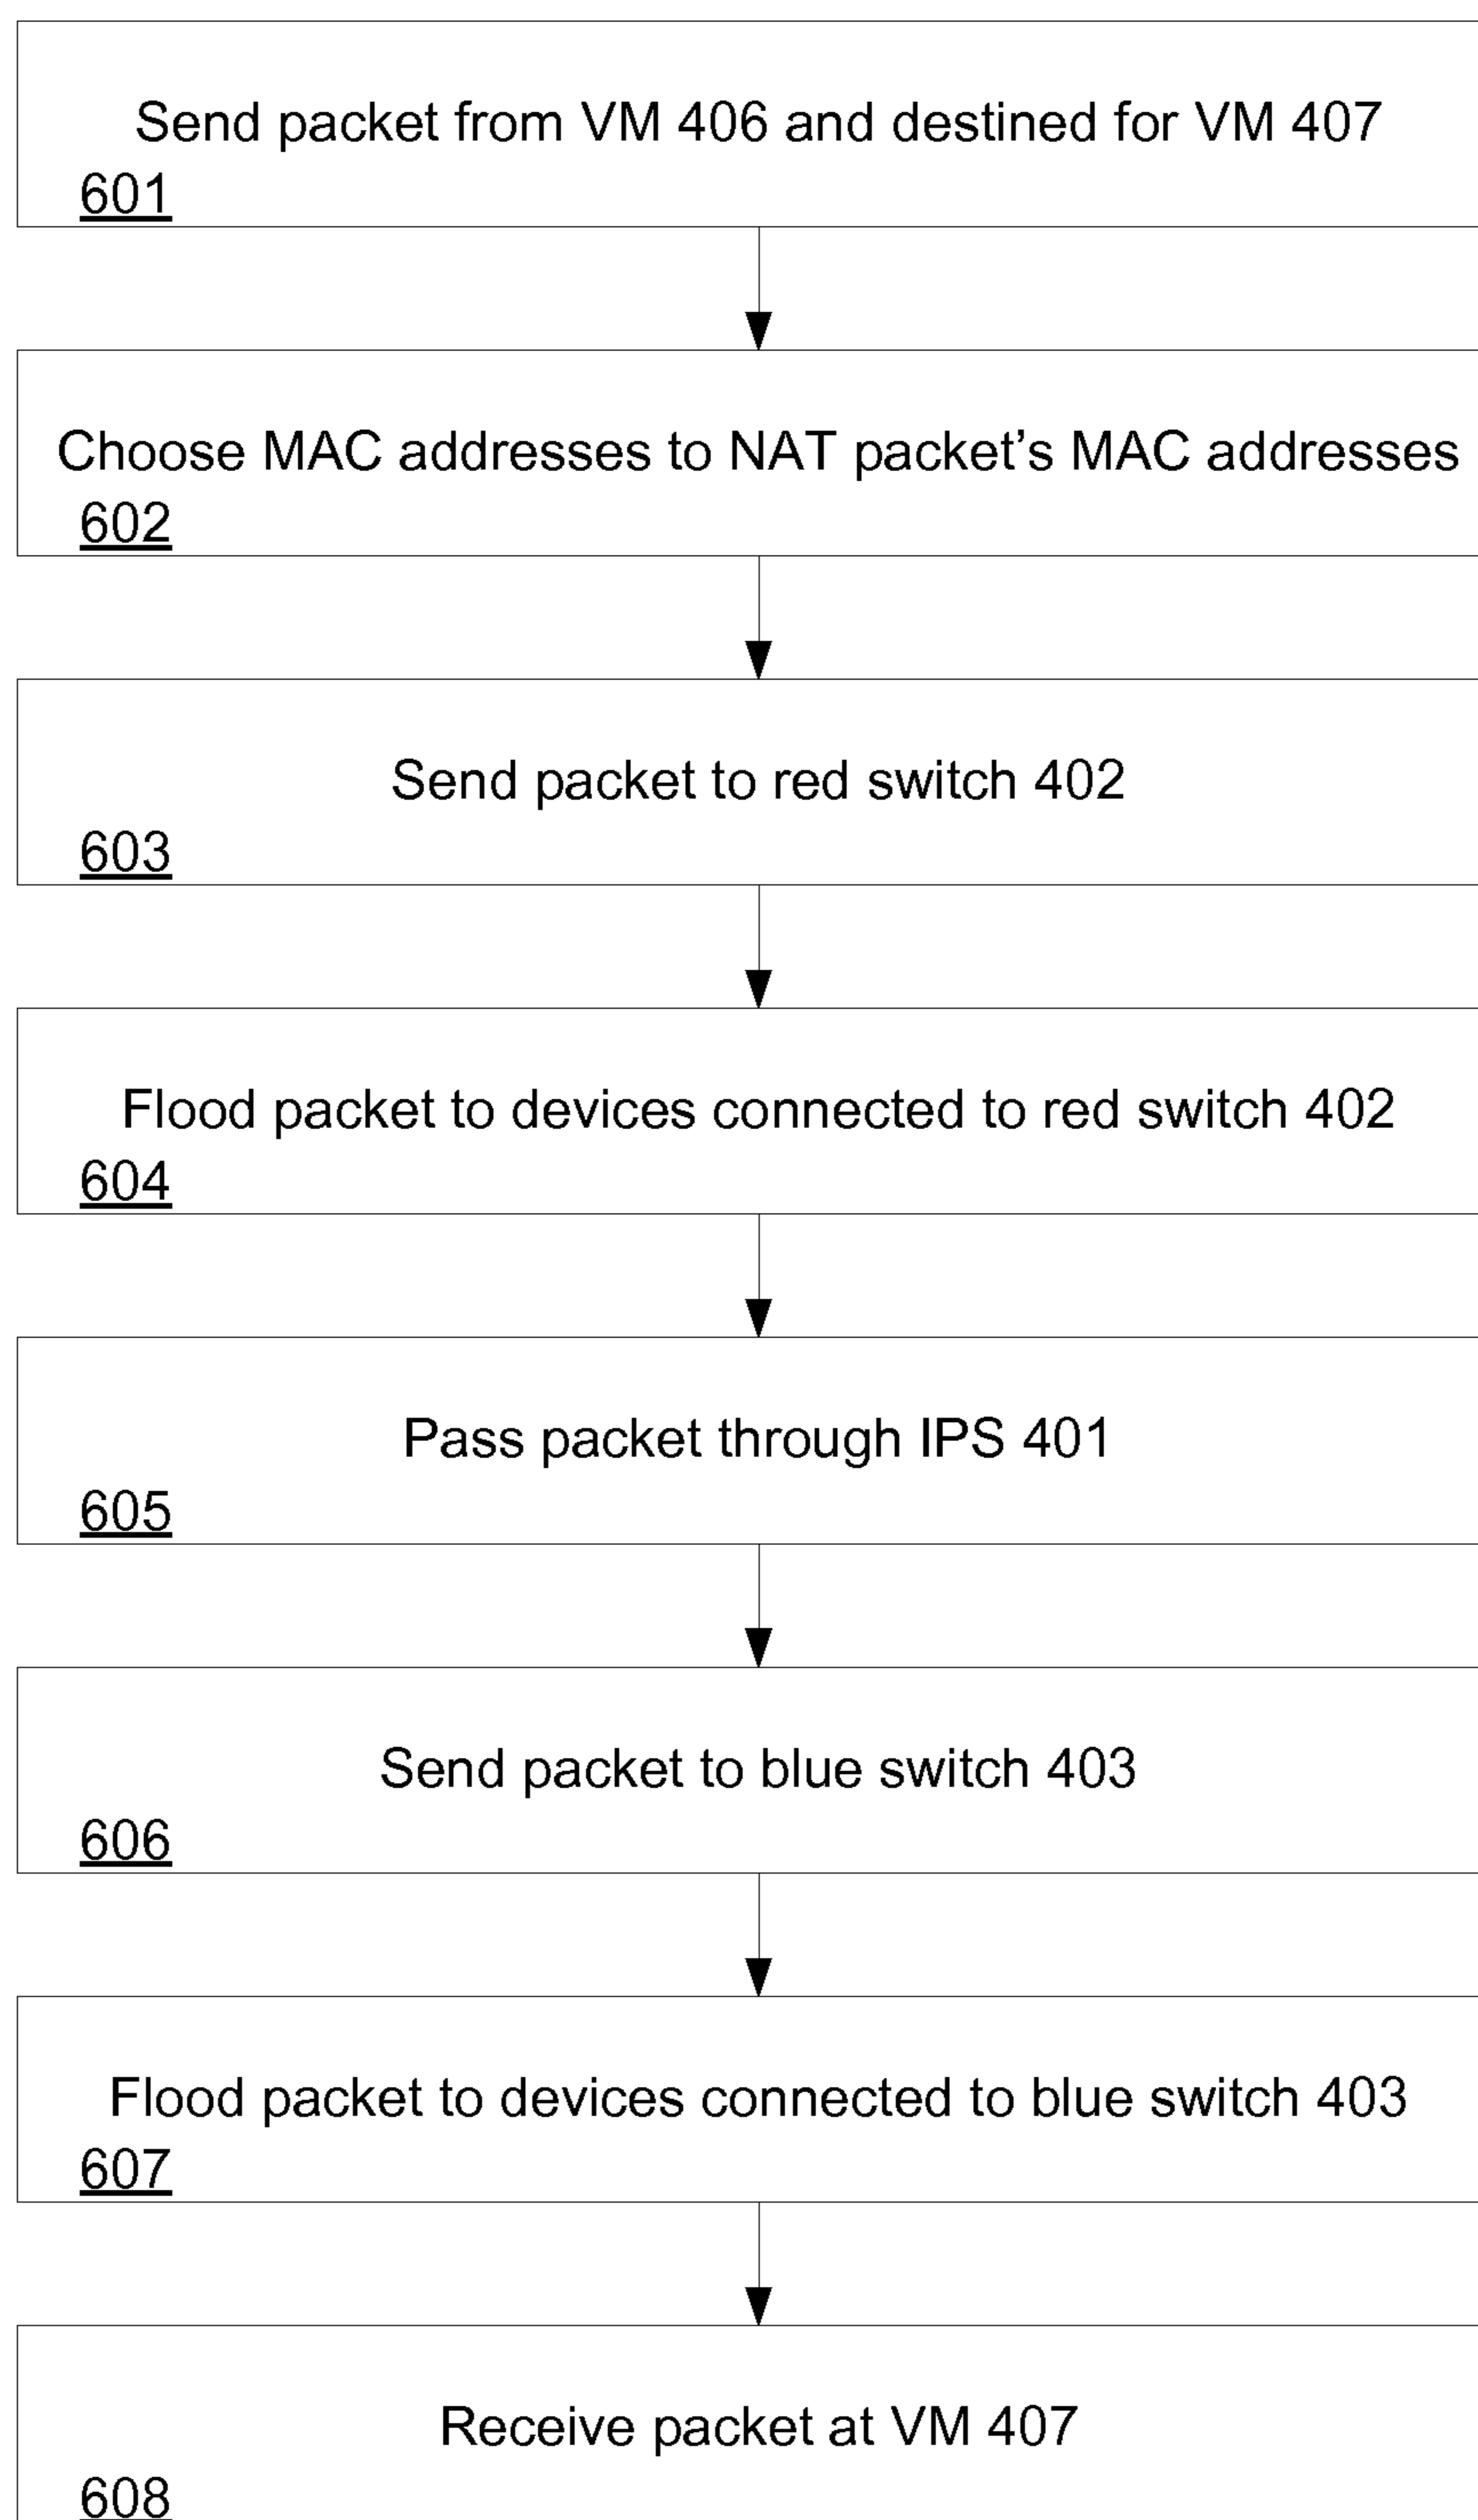 Send packet from VM 406 and destined for VM 407
601
Choose MAC addresses to NAT packet’s MAC addresses
602
Send packet to red switch 402
603
Flood packet to devices connected to red switch 402
604
Pass packet through IPS 401
605
Send packet to blue switch 403
606
Flood packet to devices connected to blue switch 403
607
Receive packet at VM 407
608